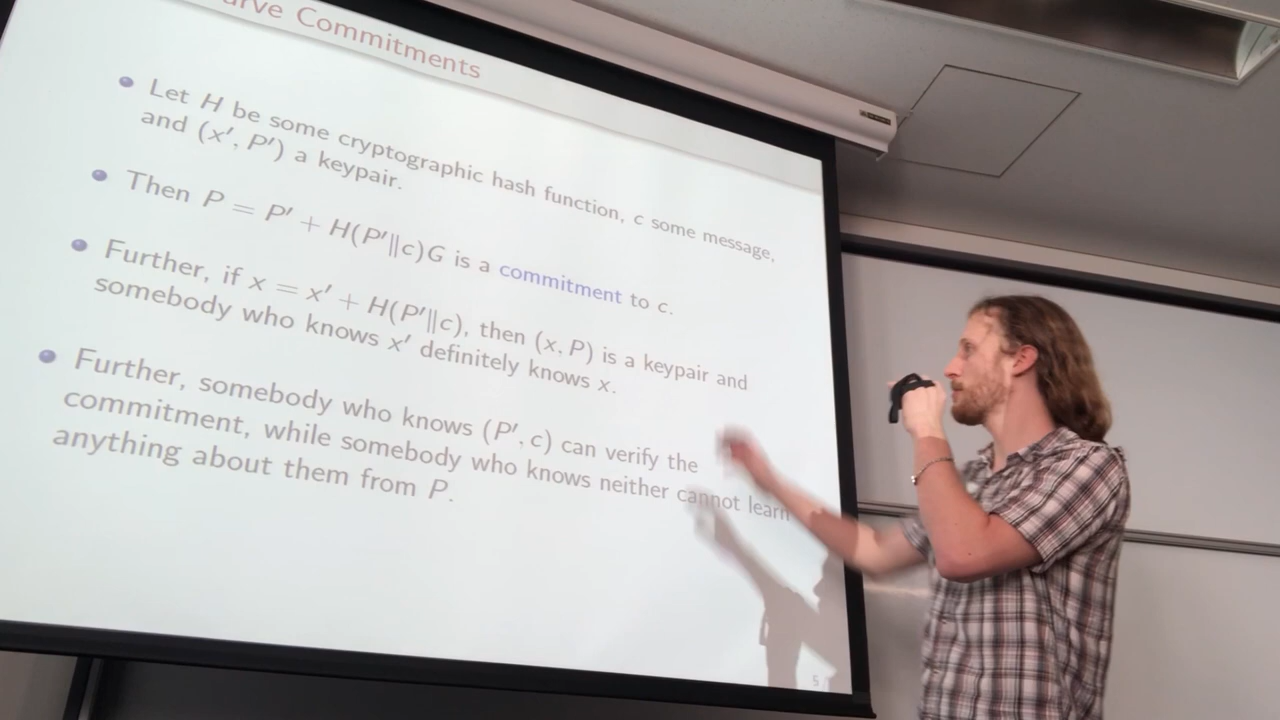 Commitments
Let H be some cryptographic hash function, c some message,
and (x′, P′) a keypair.
Then P = P′ + H(P′‖c)G is a commitment to c.
Further, if x = x′ + H(P′‖c), then (x, P) is a keypair and
somebody who knows x′ definitely knows x.
Further, somebody who knows (P′, c) can verify the
commitment, while somebody who knows neither cannot learn
anything about them from P.
5